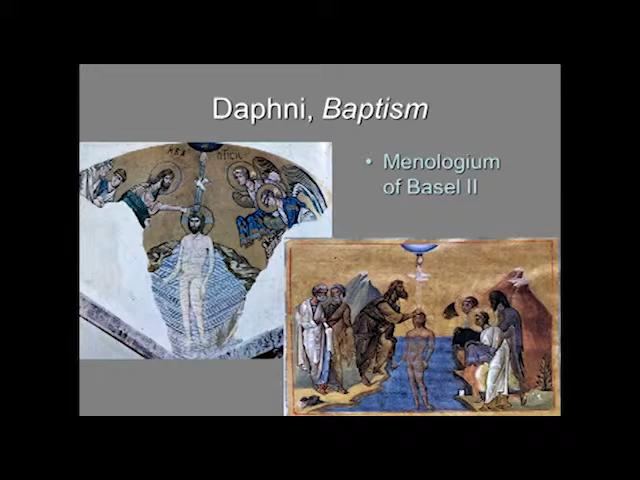 Daphni, Baptism
• Menologium
of Basel II